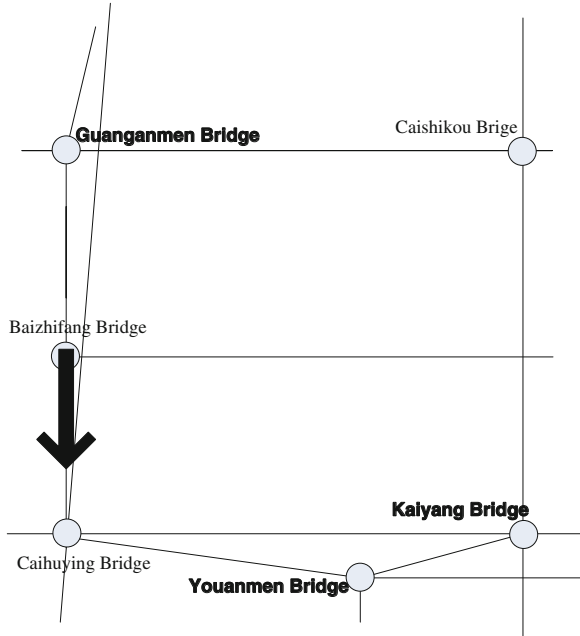 Guanganmen Bridge
Caishikou Brige
Baizhifang Bridge
Kaiyang Bridge
Caihuying Bridge
Youanmen Bridge